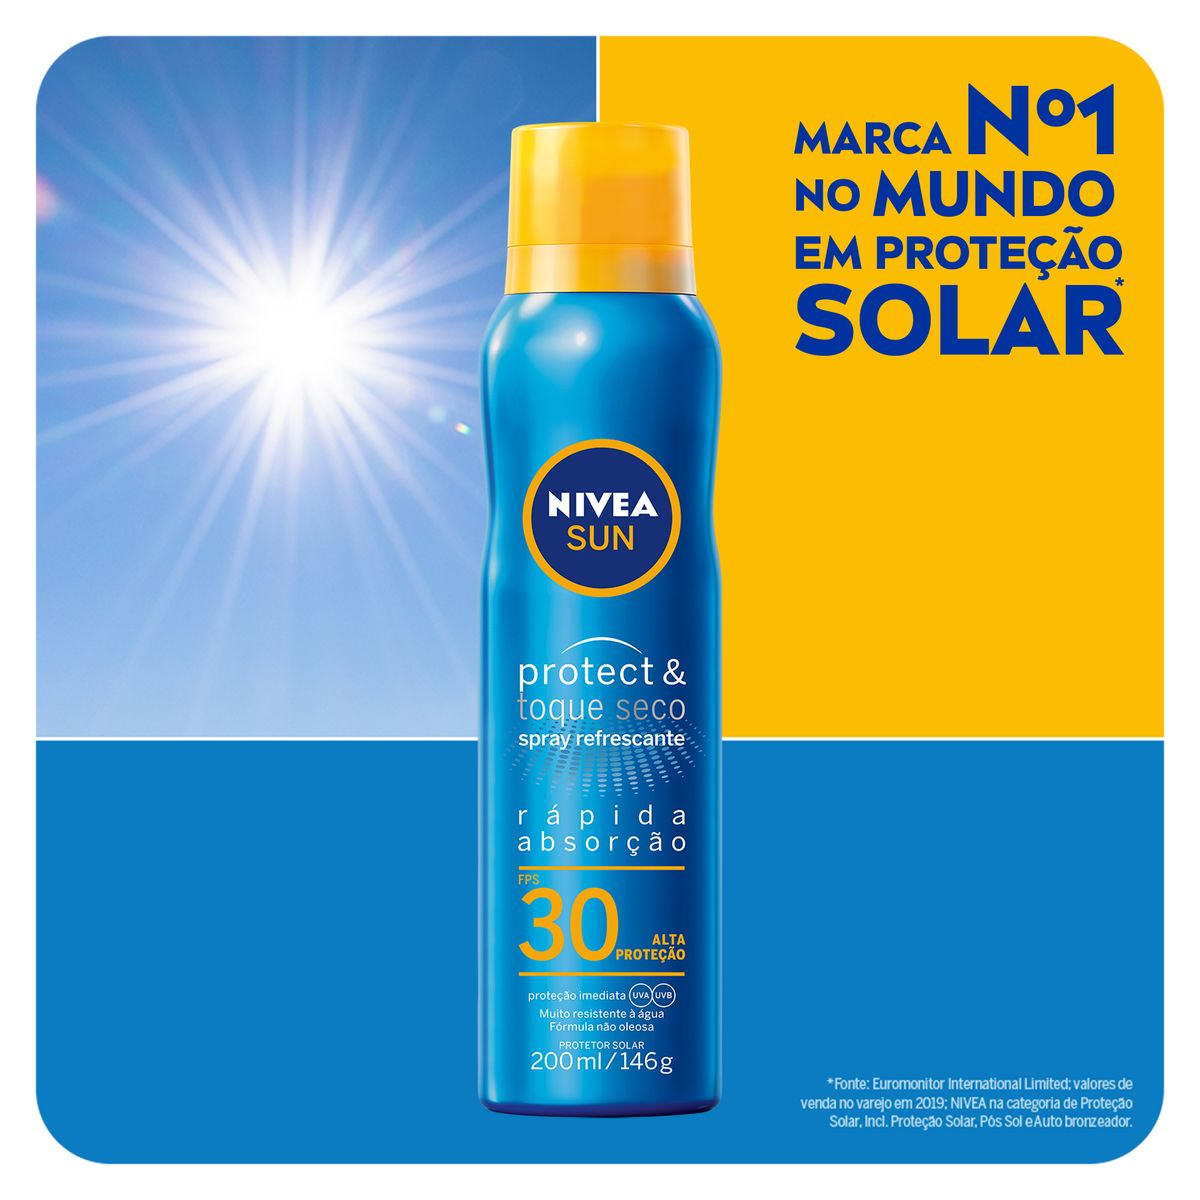 MARCA Nº1
NO MUNDO
EM PROTEÇÃO
SOLAR*
NIVEA
SUN
protect &
toque seco
spray refrescante
rápida
absorção
FPS
30
ALTA
PROTEÇÃO
proteção imediata UVA UVB
Muito resistente à água
Fórmula não oleosa
PROTETOR SOLAR
200ml/146g
*Fonte: Euromonitor International Limited; valores de
venda no varejo em 2019; NIVEA na categoria de Proteção
Solar, Incl. Proteção Solar, Pós Sol e Auto bronzeador.